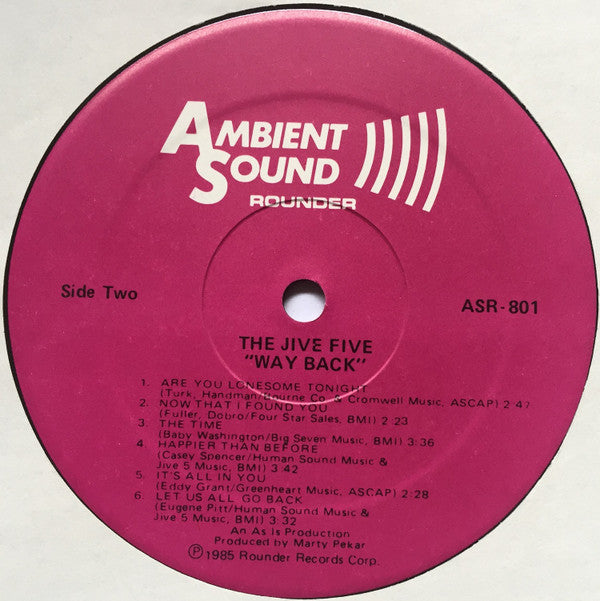 AMBIENT
SOUND
ROUNDER
Side Two
ASR-801
THE JIVE FIVE
"WAY BACK"
1. ARE YOU LONESOME TONIGHT
(Turk, Handman/Bourne Co. & Cromwell Music, ASCAP) 2:47
2. NOW THAT I FOUND YOU
(Fuller, Dobro/Four Star Sales, BMI) 2:23
3. THE TIME
(Baby Washington/Big Seven Music, BMI) 3:36
4. HAPPIER THAN BEFORE
(Casey Spencer/Human Sound Music &
Jive 5 Music, BMI) 3:42
5. IT'S ALL IN YOU
(Eddy Grant/Greenheart Music, ASCAP) 2:28
6. LET US ALL GO BACK
(Eugene Pitt/Human Sound Music &
Jive 5 Music, BMI) 3:32
An As Is Production
Produced by Marty Pekar
Ⓟ 1985 Rounder Records Corp.